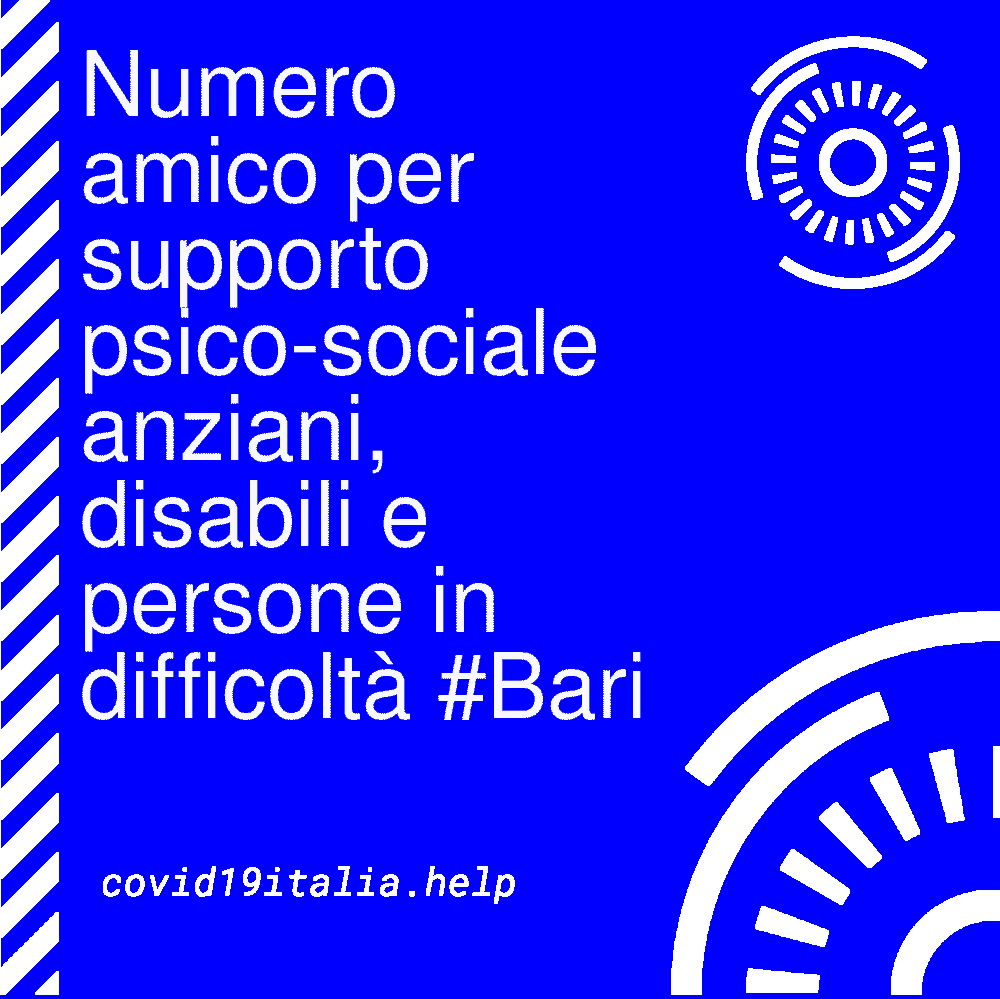 Numero
amico per
supporto
psico-sociale
anziani,
disabili e
persone in
difficoltà #Bari
covid19italia.help